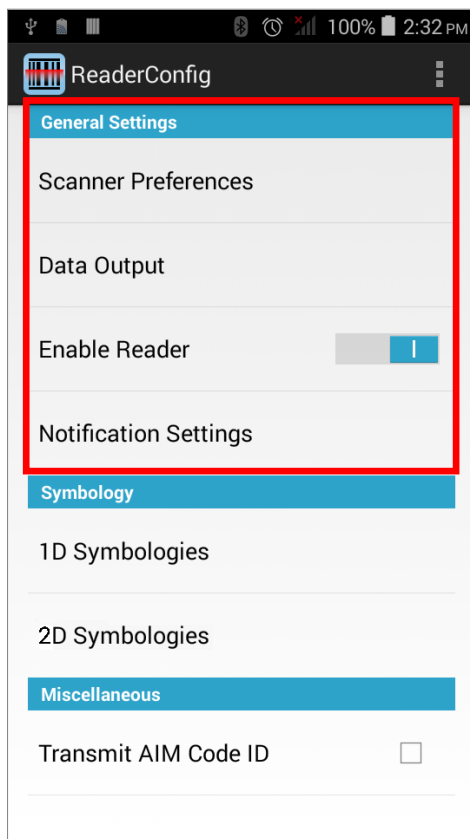 100% 2:32 PM
ReaderConfig
General Settings
Scanner Preferences
Data Output
Enable Reader
Notification Settings
Symbology
1D Symbologies
2D Symbologies
Miscellaneous
Transmit AIM Code ID